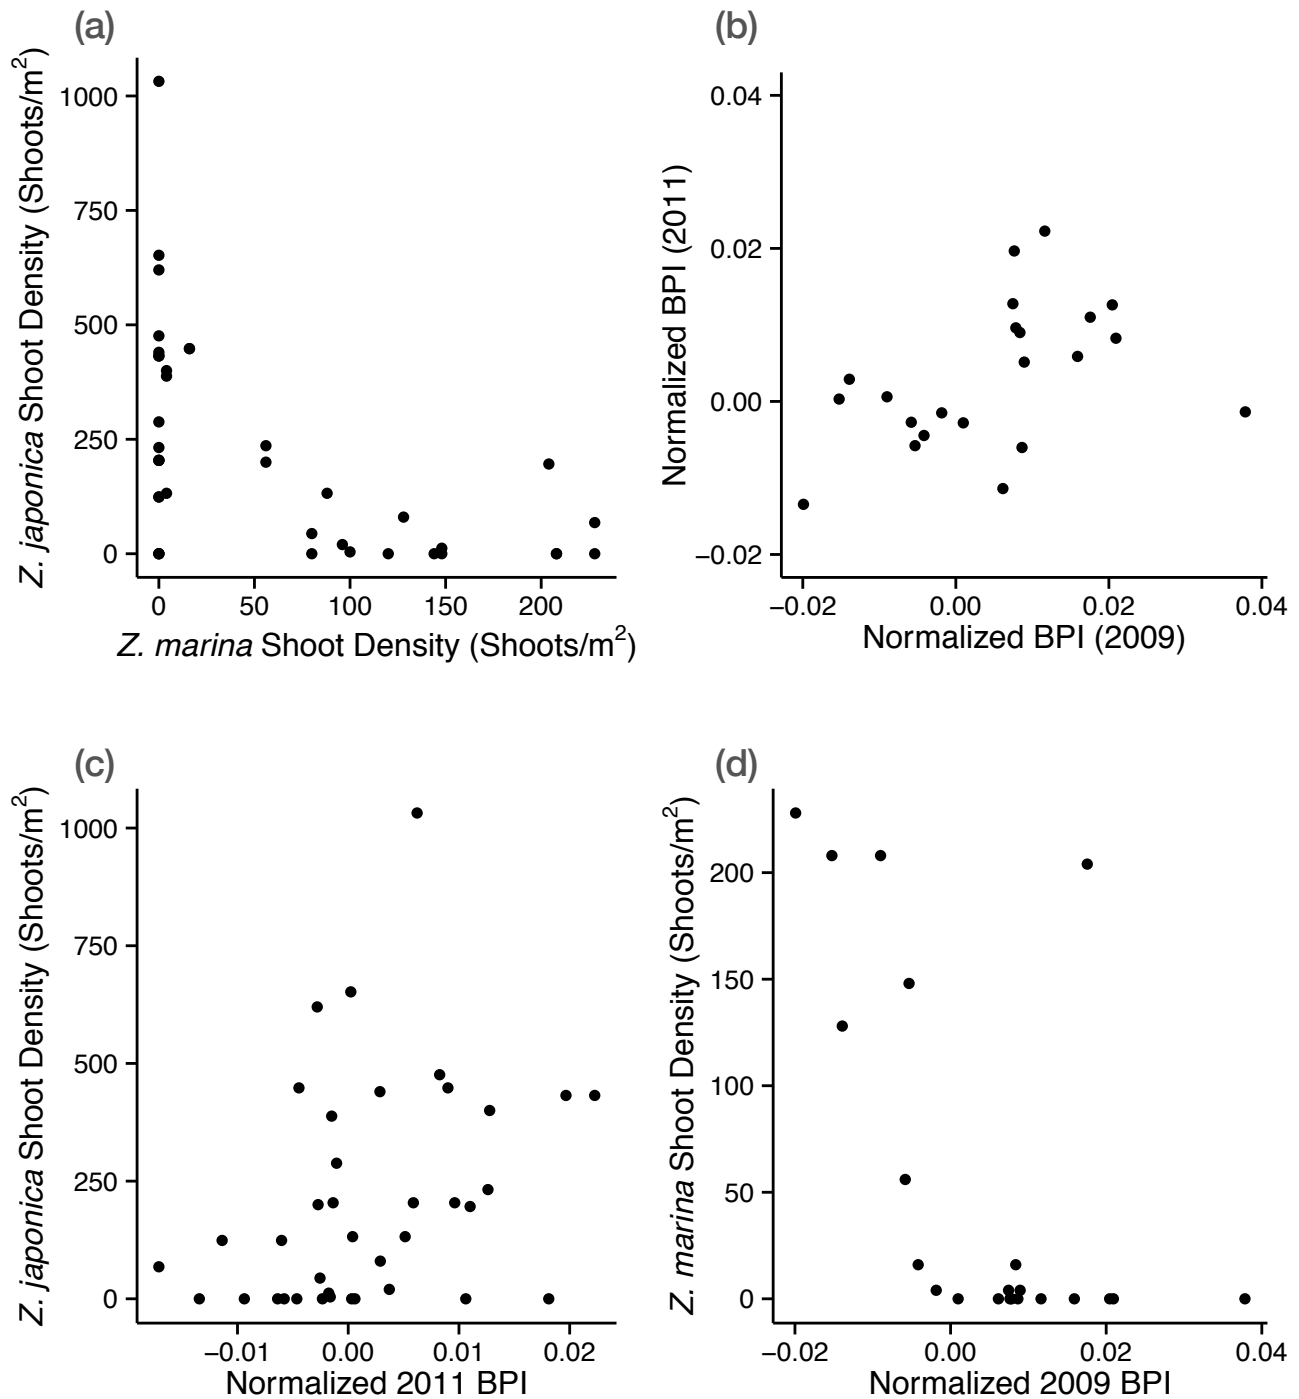 (a)
Z. japonica Shoot Density (Shoots/m²)
1000
750
500
250
0
0 50 100 150 200
Z. marina Shoot Density (Shoots/m²)
(b)
Normalized BPI (2011)
0.04
0.02
0.00
−0.02
−0.02 0.00 0.02 0.04
Normalized BPI (2009)
(c)
Z. japonica Shoot Density (Shoots/m²)
1000
750
500
250
0
−0.01 0.00 0.01 0.02
Normalized 2011 BPI
(d)
Z. marina Shoot Density (Shoots/m²)
200
150
100
50
0
−0.02 0.00 0.02 0.04
Normalized 2009 BPI